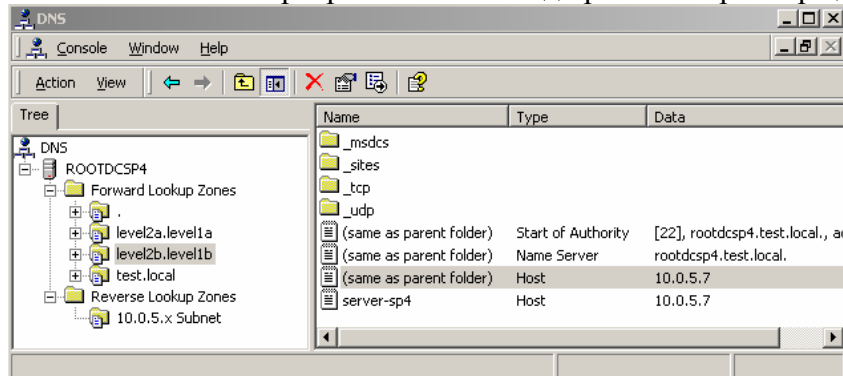 DNS
Console Window Help
Action View
Tree
Name Type Data
DNS
ROOTDCSP4
Forward Lookup Zones
.
level2a.level1a
level2b.level1b
test.local
Reverse Lookup Zones
10.0.5.x Subnet
_msdcs
_sites
_tcp
_udp
(same as parent folder) Start of Authority [22], rootdcsp4.test.local.,
(same as parent folder) Name Server rootdcsp4.test.local.
(same as parent folder) Host 10.0.5.7
server-sp4 Host 10.0.5.7